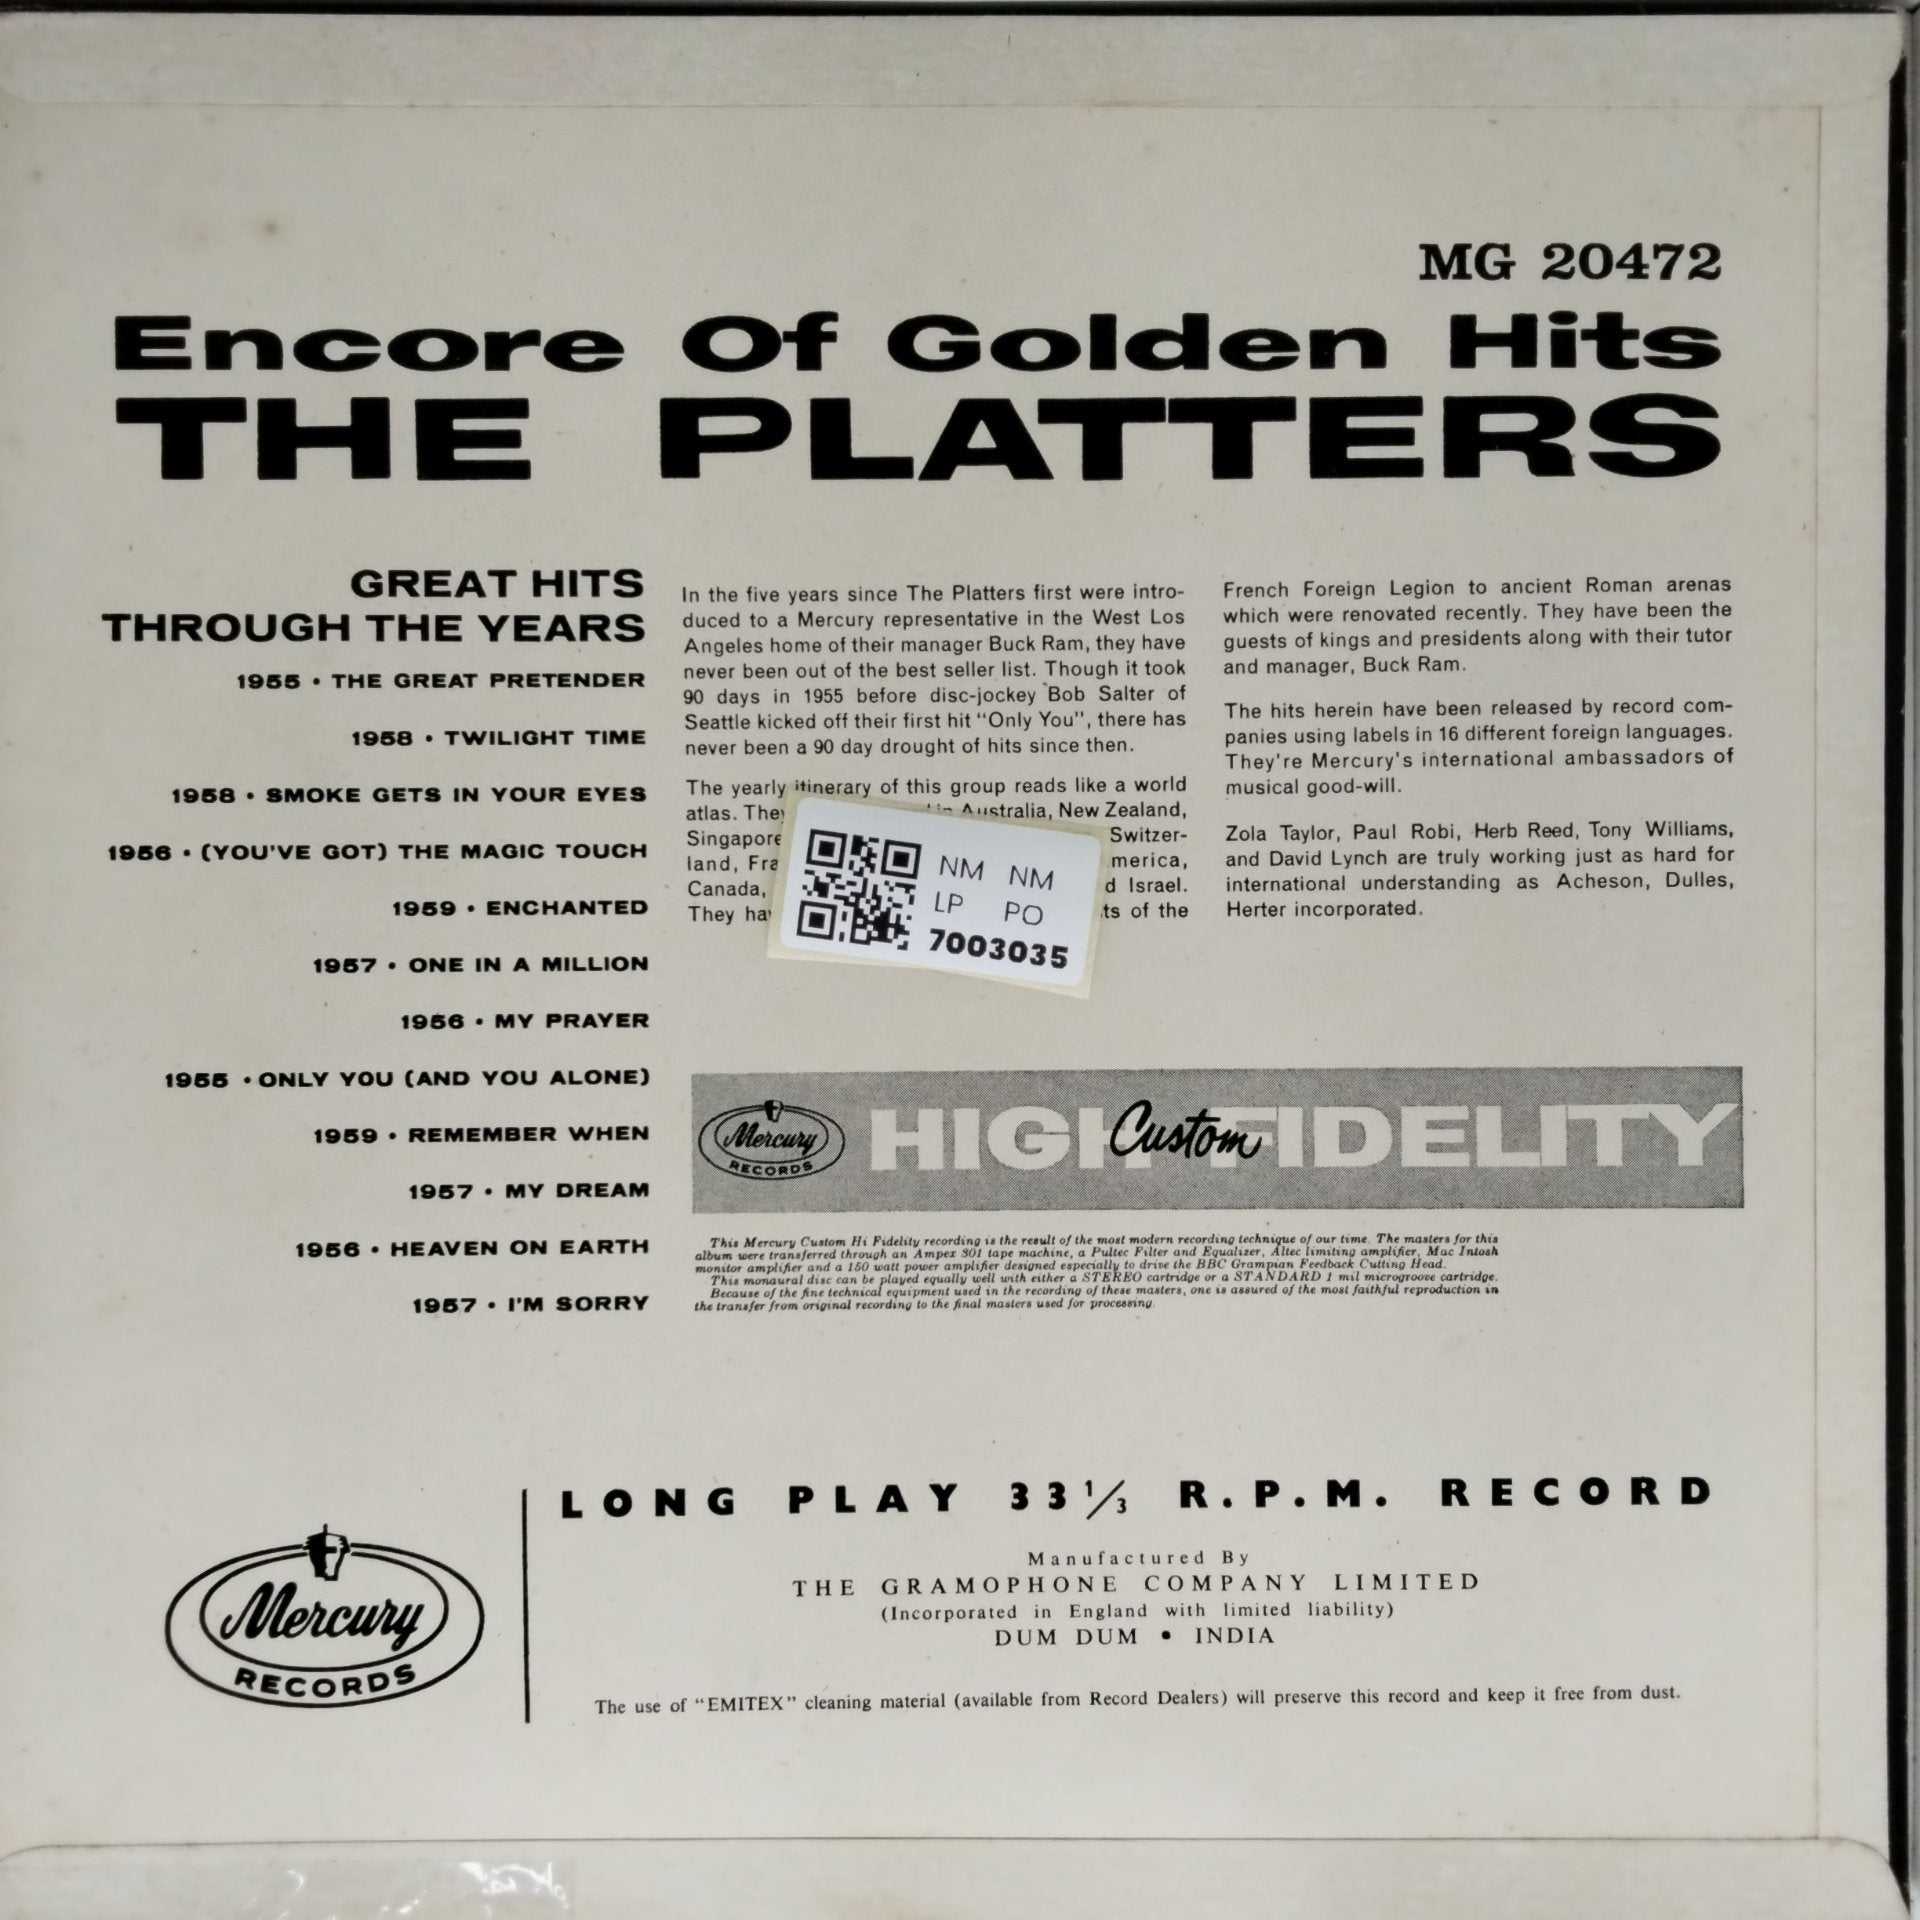 MG 20472
Encore Of Golden Hits
THE PLATTERS
GREAT HITS
THROUGH THE YEARS
1955 • THE GREAT PRETENDER
1958 • TWILIGHT TIME
1958 • SMOKE GETS IN YOUR EYES
1956 • (YOU'VE GOT) THE MAGIC TOUCH
1959 • ENCHANTED
1957 • ONE IN A MILLION
1956 • MY PRAYER
1955 • ONLY YOU (AND YOU ALONE)
1959 • REMEMBER WHEN
1957 • MY DREAM
1956 • HEAVEN ON EARTH
1957 • I'M SORRY
In the five years since The Platters first were intro-
duced to a Mercury representative in the West Los
Angeles home of their manager Buck Ram, they have
never been out of the best seller list. Though it took
90 days in 1955 before disc-jockey Bob Salter of
Seattle kicked off their first hit "Only You", there has
never been a 90 day drought of hits since then.
The yearly itinerary of this group reads like a world
atlas. in Australia, New Zealand,
Singapore Switzer-
land,
Canada, Israel.
They of the
NM NM
LP PO
7003035
French Foreign Legion to ancient Roman arenas
which were renovated recently. They have been the
guests of kings and presidents along with their tutor
and manager, Buck Ram.
The hits herein have been released by record com-
panies using labels in 16 different foreign languages.
They're Mercury's international ambassadors of
musical good-will.
Zola Taylor, Paul Robi, Herb Reed, Tony Williams,
and David Lynch are truly working just as hard for
international understanding as Acheson, Dulles,
Herter incorporated.
Mercury
RECORDS
HIGH Custom FIDELITY
This Mercury Custom Hi Fidelity recording is the result of the most modern recording technique of our time. The masters for this
album were transferred through an Ampex 301 tape machine, a Pultec Filter and Equalizer, Altec limiting amplifier, Mac Intosh
monitor amplifier and a 150 watt power amplifier designed especially to drive the BBC Grampian Feedback Cutting Head.
This monaural disc can be played equally well with either a STEREO cartridge or a STANDARD 1 mil microgroove cartridge.
Because of the fine technical equipment used in the recording of these masters, one is assured of the most faithful reproduction in
the transfer from original recording to the final masters used for processing.
Mercury
RECORDS
LONG PLAY 33 1/3 R.P.M. RECORD
Manufactured By
THE GRAMOPHONE COMPANY LIMITED
(Incorporated in England with limited liability)
DUM DUM • INDIA
The use of "EMITEX" cleaning material (available from Record Dealers) will preserve this record and keep it free from dust.